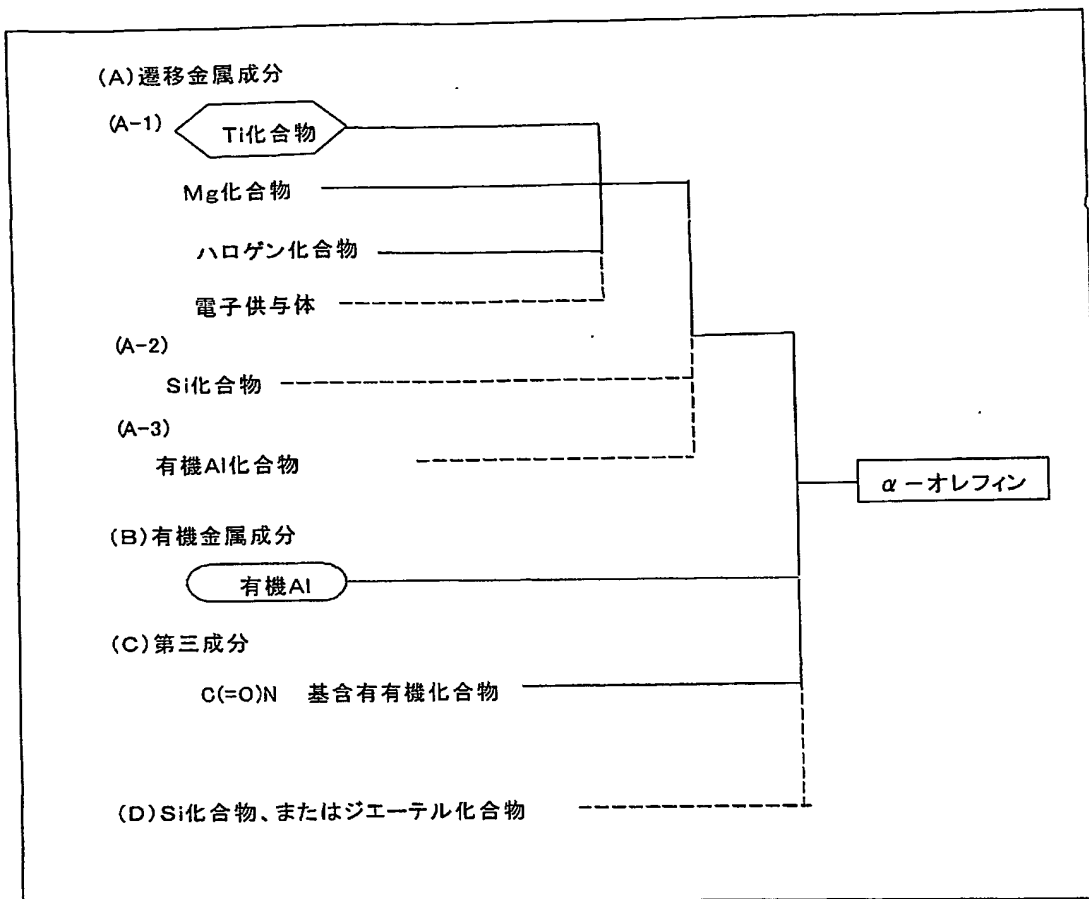 (A)遷移金属成分
(A-1)
Ti化合物
Mg化合物
ハロゲン化合物
電子供与体
(A-2)
Si化合物
(A-3)
有機Al化合物
α-オレフィン
(B)有機金属成分
有機Al
(C)第三成分
C(=O)N 基含有有機化合物
(D)Si化合物、またはジエーテル化合物